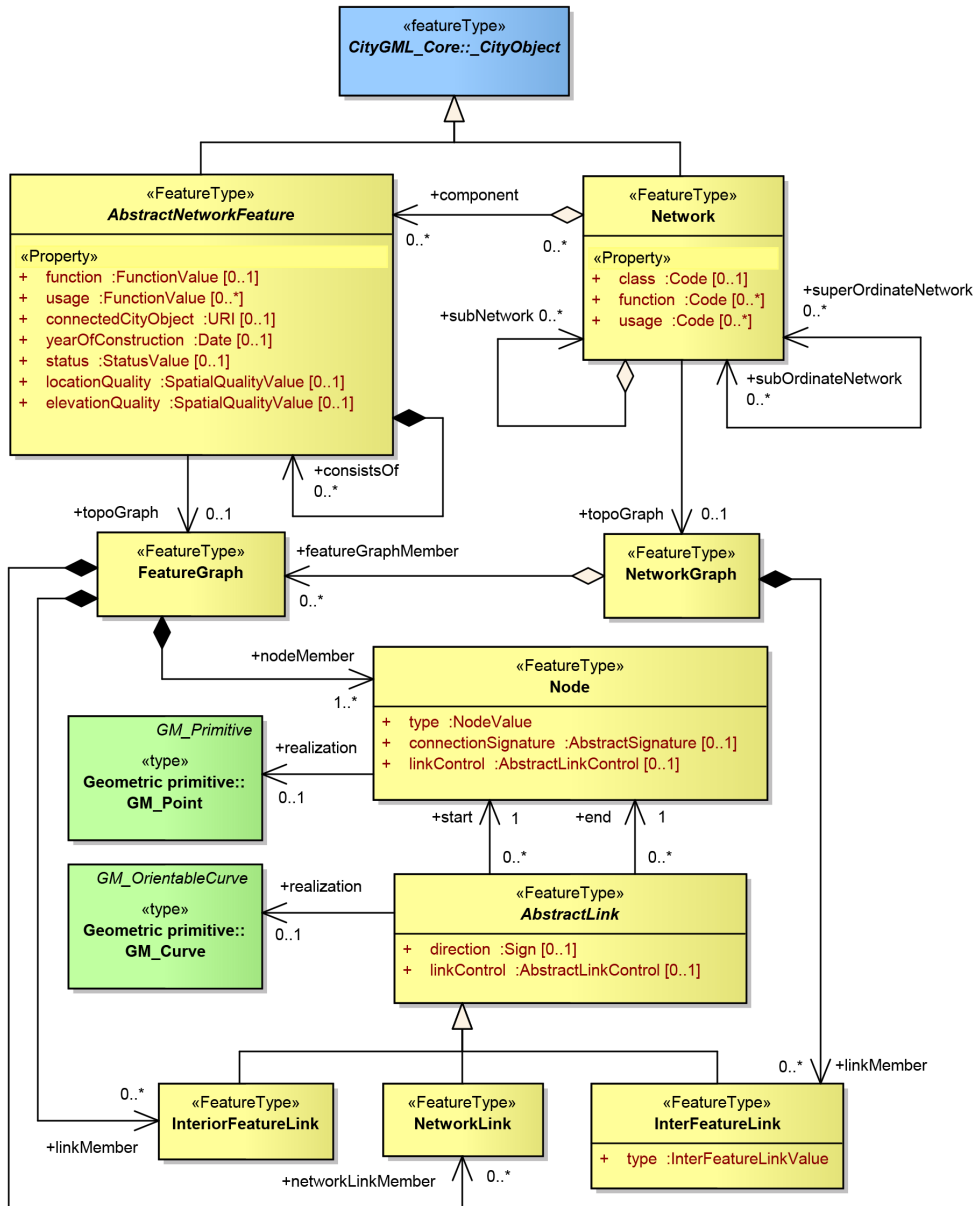 «featureType»
CityGML_Core::_CityObject
«FeatureType»
AbstractNetworkFeature
«Property»
+ function :FunctionValue [0..1]
+ usage :FunctionValue [0..*]
+ connectedCityObject :URI [0..1]
+ yearOfConstruction :Date [0..1]
+ status :StatusValue [0..1]
+ locationQuality :SpatialQualityValue [0..1]
+ elevationQuality :SpatialQualityValue [0..1]
+component
0..*
0..*
«FeatureType»
Network
«Property»
+ class :Code [0..1]
+ function :Code [0..*]
+ usage :Code [0..*]
+subNetwork 0..*
+superOrdinateNetwork
0..*
+subOrdinateNetwork
0..*
+consistsOf
0..*
+topoGraph
0..1
+topoGraph
0..1
«FeatureType»
FeatureGraph
+featureGraphMember
0..*
«FeatureType»
NetworkGraph
+nodeMember
1..*
«FeatureType»
Node
+ type :NodeValue
+ connectionSignature :AbstractSignature [0..1]
+ linkControl :AbstractLinkControl [0..1]
GM_Primitive
«type»
Geometric primitive::
GM_Point
+realization
0..1
+start
1
0..*
+end
1
0..*
GM_OrientableCurve
«type»
Geometric primitive::
GM_Curve
+realization
0..1
«FeatureType»
AbstractLink
+ direction :Sign [0..1]
+ linkControl :AbstractLinkControl [0..1]
0..*
+linkMember
0..*
+linkMember
«FeatureType»
InteriorFeatureLink
«FeatureType»
NetworkLink
«FeatureType»
InterFeatureLink
+ type :InterFeatureLinkValue
+networkLinkMember
0..*